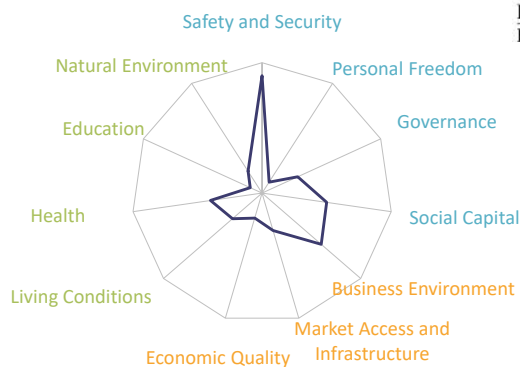 Safety and Security
Natural Environment
Personal Freedom
Education
Governance
Health
Social Capital
Living Conditions
Business Environment
Market Access and
Infrastructure
Economic Quality